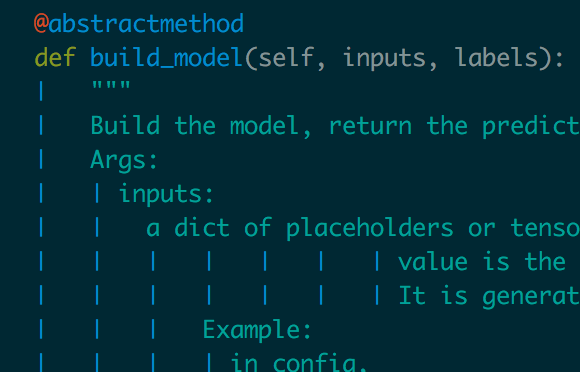 @abstractmethod
def build_model(self, inputs, labels):
"""
Build the model, return the predict
Args:
inputs:
a dict of placeholders or tenso
value is the
It is generat
Example:
in config,